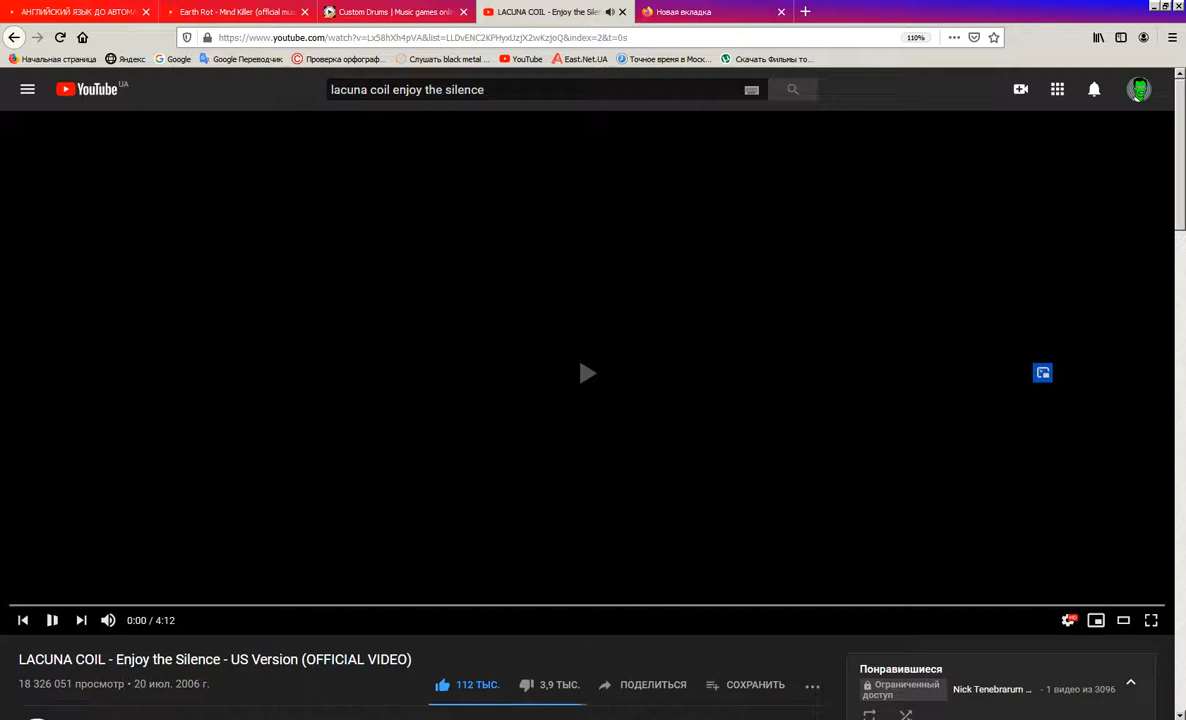 АНГЛИЙСКИЙ ЯЗЫК ДО АВТОМА
Earth Rot - Mind Killer (official mus
Custom Drums | Music games onlin
LACUNA COIL - Enjoy the Silen
Новая вкладка
https://www.youtube.com/watch?v=Lx58hXh4pVA&list=LLDvENC2KPHyxUzJX2wKzjoQ&index=2&t=0s
110%
Начальная страница
Яндекс
Google
Google Переводчик
Проверка орфограф...
Слушать black metal ...
YouTube
East.Net.UA
Точное время в Моск...
Скачать Фильмы то...
YouTube UA
lacuna coil enjoy the silence
0:00 / 4:12
HD
LACUNA COIL - Enjoy the Silence - US Version (OFFICIAL VIDEO)
18 326 051 просмотр • 20 июл. 2006 г.
112 ТЫС.
3,9 ТЫС.
ПОДЕЛИТЬСЯ
СОХРАНИТЬ
Понравившиеся
Ограниченный доступ
Nick Tenebrarum ... - 1 видео из 3096